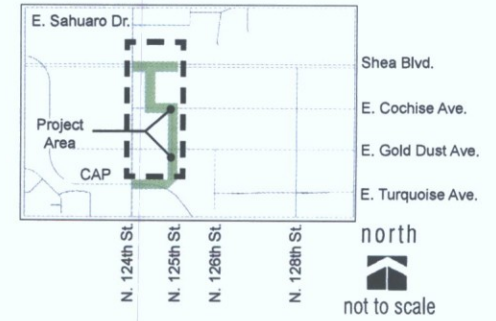 E. Sahuaro Dr.
Shea Blvd.
E. Cochise Ave.
Project
Area
E. Gold Dust Ave.
CAP
E. Turquoise Ave.
N. 124th St.
N. 125th St.
N. 126th St.
N. 128th St.
north
not to scale